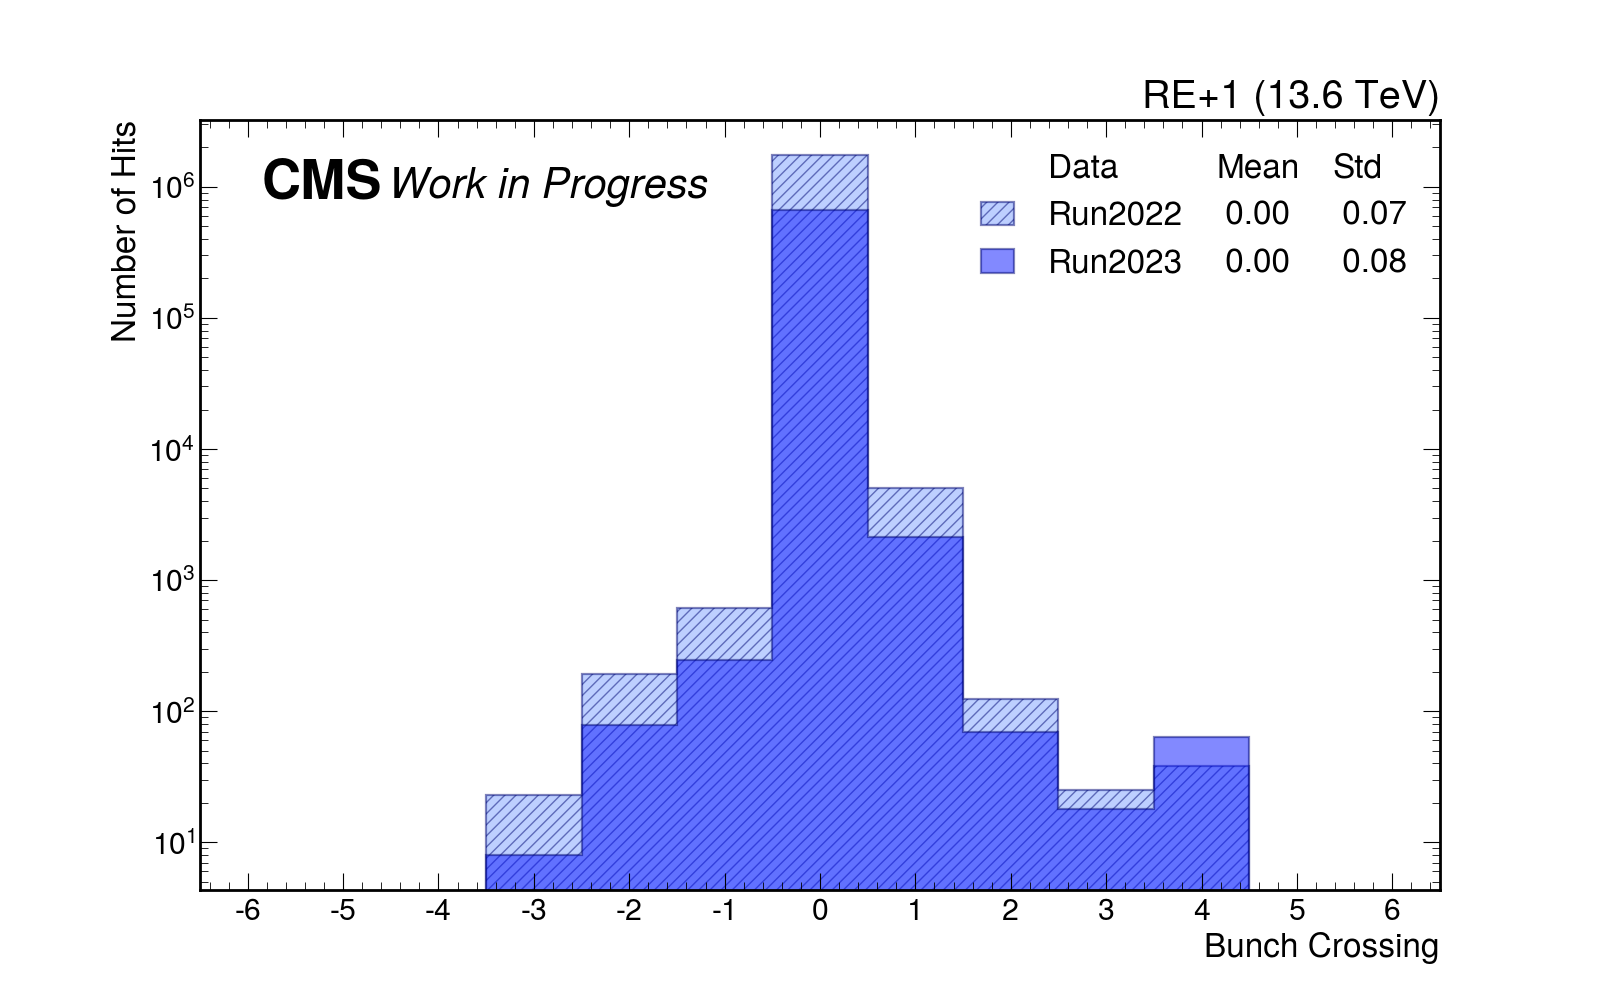 RE+1 (13.6 TeV)
Number of Hits
CMS Work in Progress
Data Mean Std
Run2022 0.00 0.07
Run2023 0.00 0.08
10⁶
10⁵
10⁴
10³
10²
10¹
-6 -5 -4 -3 -2 -1 0 1 2 3 4 5 6
Bunch Crossing